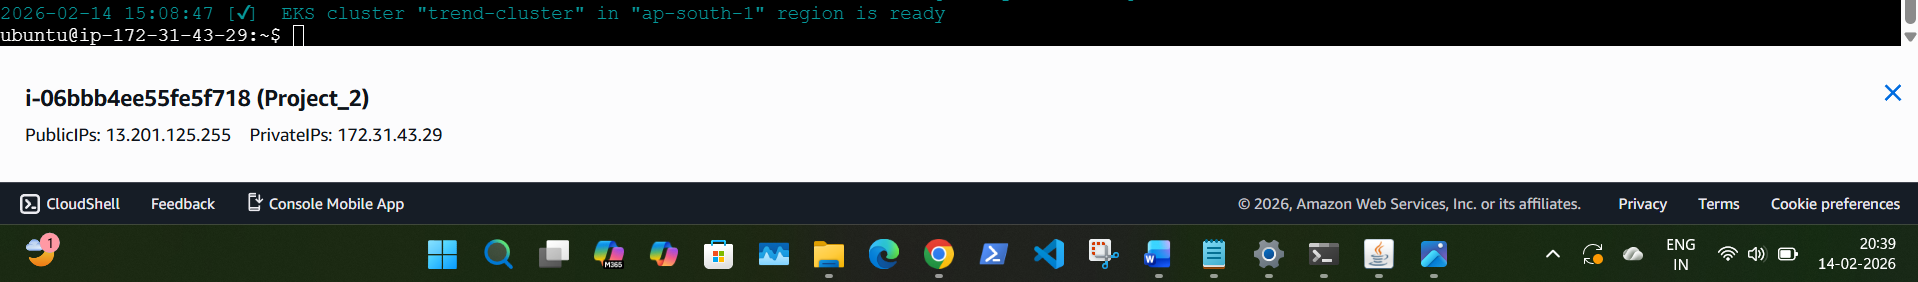 2026-02-14 15:08:47 [✓]  EKS cluster "trend-cluster" in "ap-south-1" region is ready
ubuntu@ip-172-31-43-29:~$
i-06bbb4ee55fe5f718 (Project_2)
PublicIPs: 13.201.125.255 PrivateIPs: 172.31.43.29
CloudShell Feedback Console Mobile App © 2026, Amazon Web Services, Inc. or its affiliates. Privacy Terms Cookie preferences
1 M365 W ENG 20:39
IN 14-02-2026